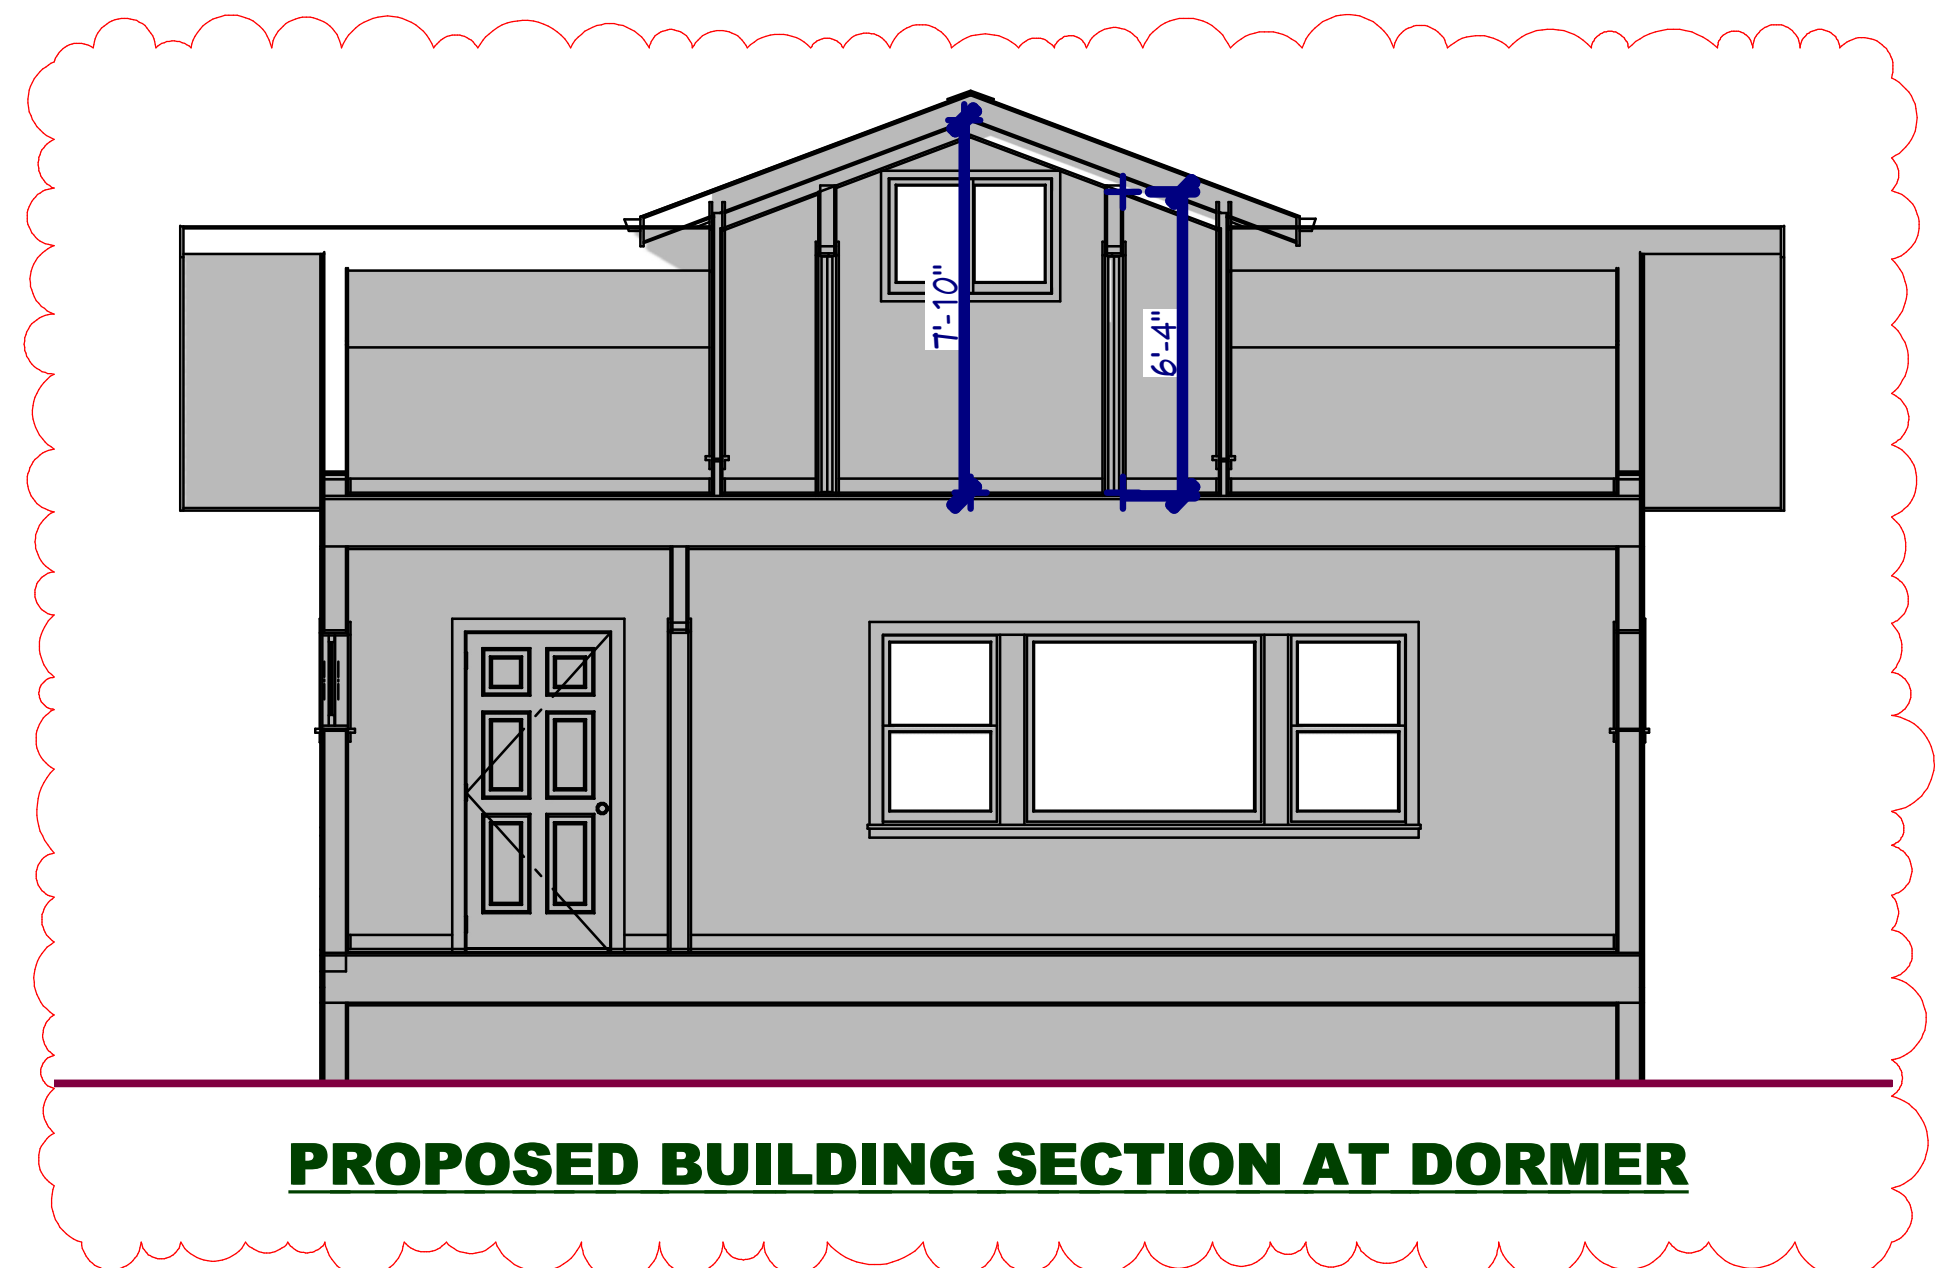 7'-10"
6'-4"
PROPOSED BUILDING SECTION AT DORMER